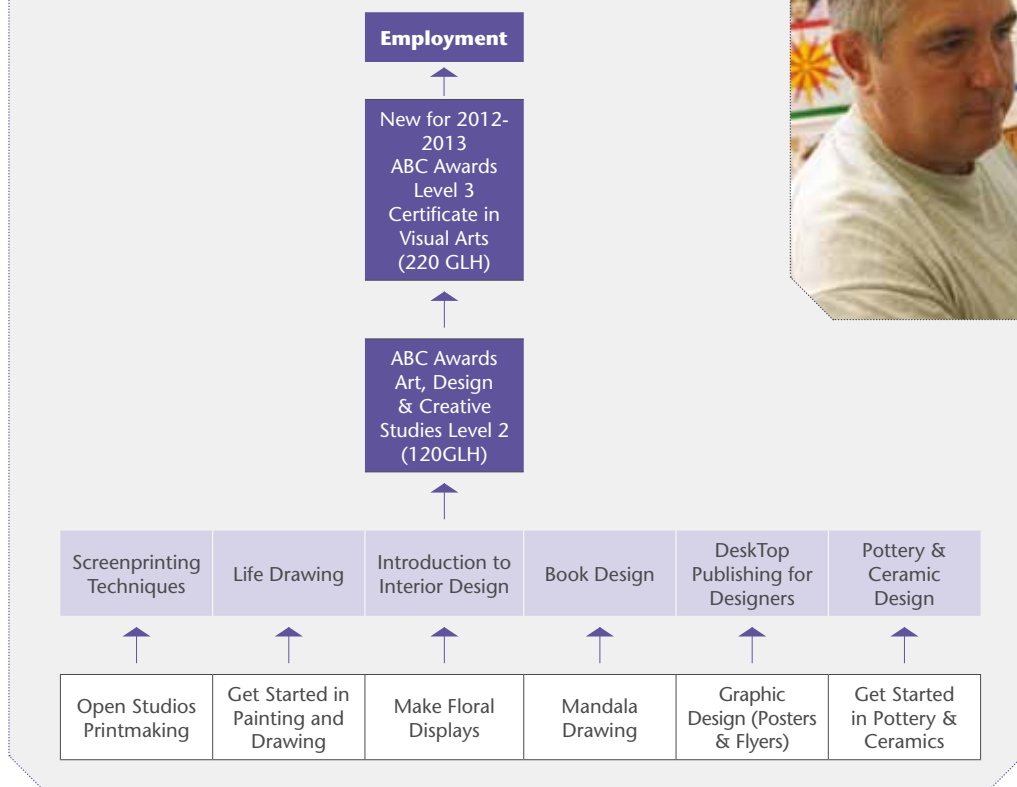 Employment
New for 2012-
2013
ABC Awards
Level 3
Certificate in
Visual Arts
(220 GLH)
ABC Awards
Art, Design
& Creative
Studies Level 2
(120GLH)
Screenprinting
Techniques
Life Drawing
Introduction to
Interior Design
Book Design
DeskTop
Publishing for
Designers
Pottery &
Ceramic
Design
Open Studios
Printmaking
Get Started in
Painting and
Drawing
Make Floral
Displays
Mandala
Drawing
Graphic
Design (Posters
& Flyers)
Get Started
in Pottery &
Ceramics